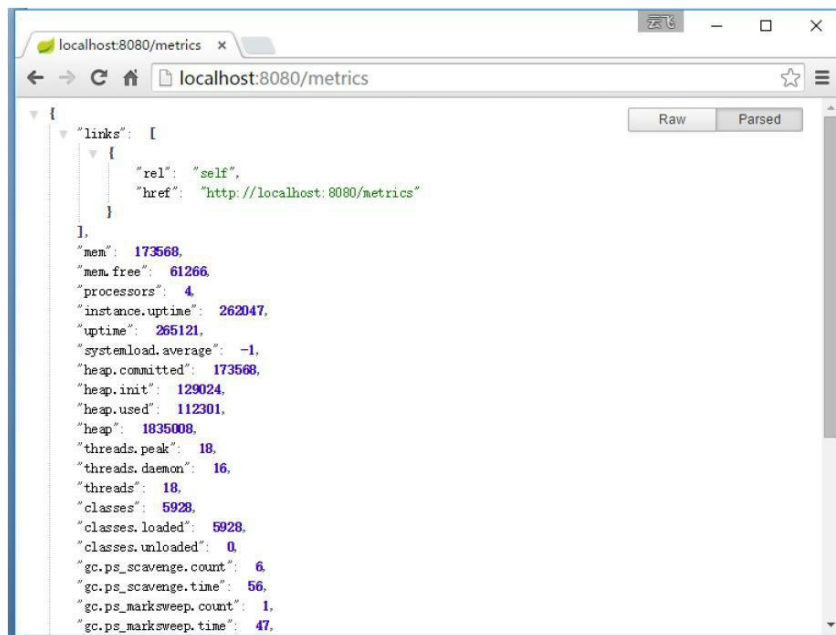 云飞
localhost:8080/metrics
localhost:8080/metrics
Raw Parsed
{
"links": [
{
"rel": "self",
"href": "http://localhost:8080/metrics"
}
],
"mem": 173568,
"mem.free": 61266,
"processors": 4,
"instance.uptime": 262047,
"uptime": 265121,
"systemload.average": -1,
"heap.committed": 173568,
"heap.init": 129024,
"heap.used": 112301,
"heap": 1835008,
"threads.peak": 18,
"threads.daemon": 16,
"threads": 18,
"classes": 5928,
"classes.loaded": 5928,
"classes.unloaded": 0,
"gc.ps_scavenge.count": 6,
"gc.ps_scavenge.time": 56,
"gc.ps_marksweep.count": 1,
"gc.ps_marksweep.time": 47,